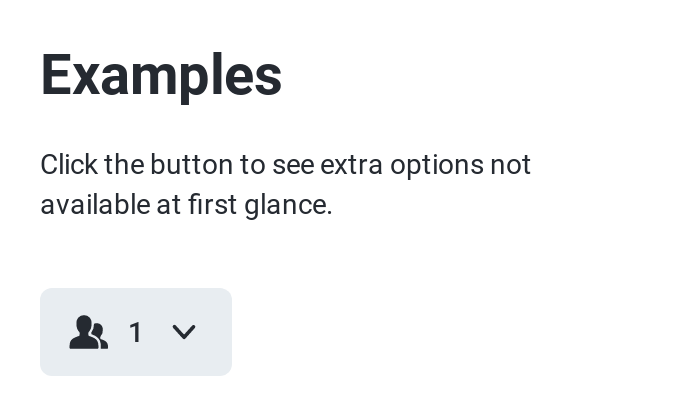 Examples
Click the button to see extra options not
available at first glance.
1